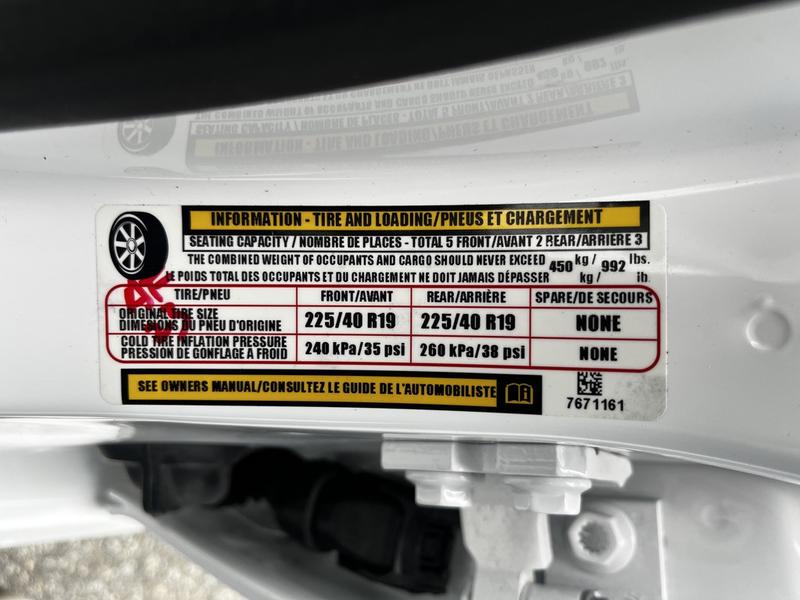 INFORMATION - TIRE AND LOADING/PNEUS ET CHARGEMENT
SEATING CAPACITY / NOMBRE DE PLACES - TOTAL 5 FRONT/AVANT 2 REAR/ARRIÈRE 3
THE COMBINED WEIGHT OF OCCUPANTS AND CARGO SHOULD NEVER EXCEED 450 kg / 992 lbs.
LE POIDS TOTAL DES OCCUPANTS ET DU CHARGEMENT NE DOIT JAMAIS DÉPASSER kg / lb.
TIRE/PNEU FRONT/AVANT REAR/ARRIÈRE SPARE/DE SECOURS
ORIGINAL TIRE SIZE
DIMESIONS DU PNEU D'ORIGINE 225/40 R19 225/40 R19 NONE
COLD TIRE INFLATION PRESSURE
PRESSION DE GONFLAGE A FROID 240 kPa/35 psi 260 kPa/38 psi NONE
SEE OWNERS MANUAL/CONSULTEZ LE GUIDE DE L'AUTOMOBILISTE
7671161